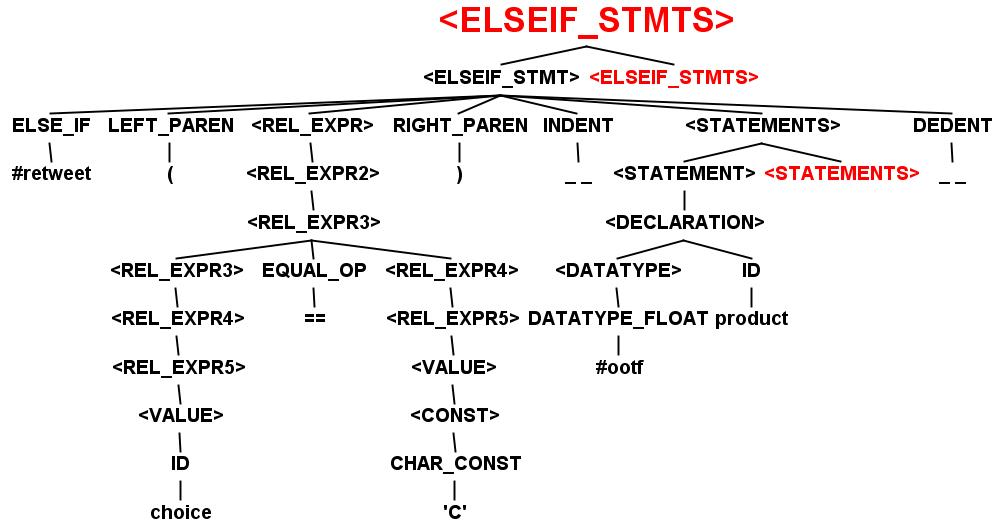 <ELSEIF_STMTS>
<ELSEIF_STMT> <ELSEIF_STMTS>
ELSE_IF LEFT_PAREN <REL_EXPR> RIGHT_PAREN INDENT <STATEMENTS> DEDENT
#retweet ( <REL_EXPR2> ) _ _ <STATEMENT> <STATEMENTS> _ _
<REL_EXPR3> <DECLARATION>
<REL_EXPR3> EQUAL_OP <REL_EXPR4> <DATATYPE> ID
<REL_EXPR4> == <REL_EXPR5> DATATYPE_FLOAT product
<REL_EXPR5> <VALUE> #ootf
<VALUE> <CONST>
ID CHAR_CONST
choice 'C'